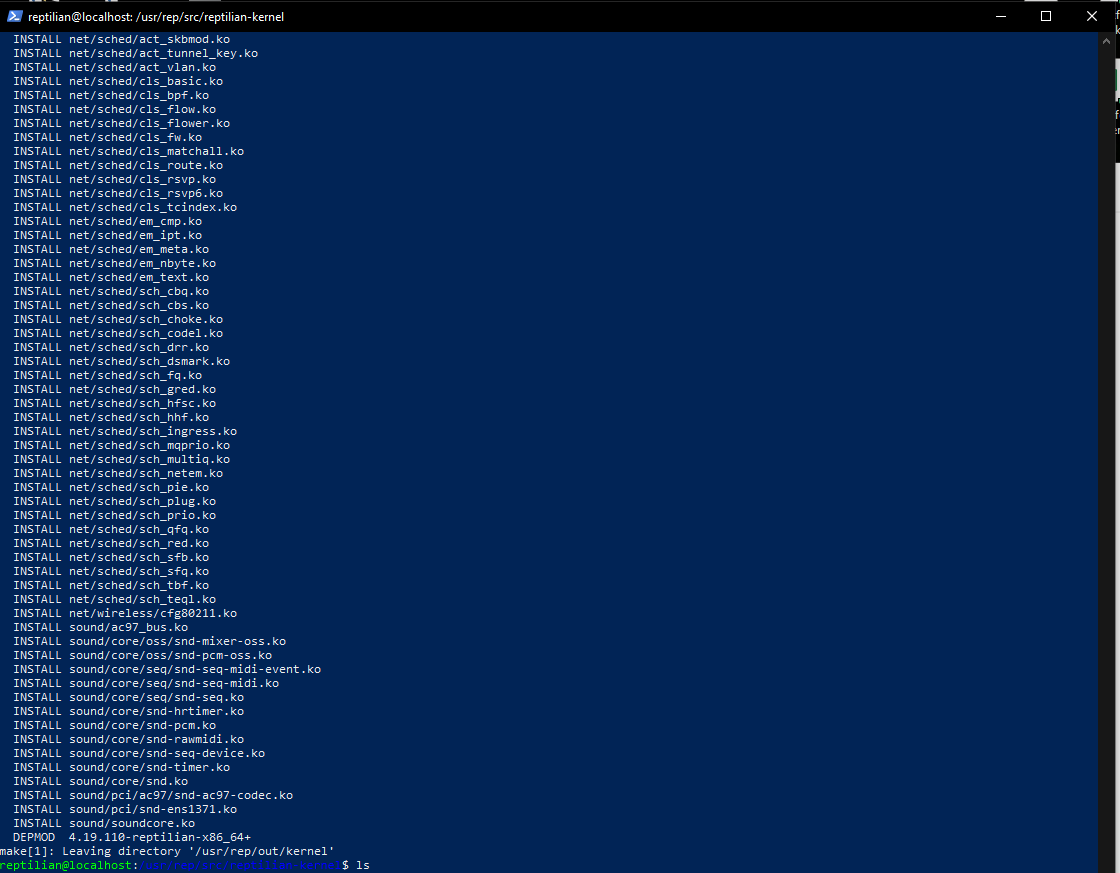 reptilian@localhost: /usr/rep/src/reptilian-kernel
INSTALL net/sched/act_skbmod.ko
INSTALL net/sched/act_tunnel_key.ko
INSTALL net/sched/act_vlan.ko
INSTALL net/sched/cls_basic.ko
INSTALL net/sched/cls_bpf.ko
INSTALL net/sched/cls_flow.ko
INSTALL net/sched/cls_flower.ko
INSTALL net/sched/cls_fw.ko
INSTALL net/sched/cls_matchall.ko
INSTALL net/sched/cls_route.ko
INSTALL net/sched/cls_rsvp.ko
INSTALL net/sched/cls_rsvp6.ko
INSTALL net/sched/cls_tcindex.ko
INSTALL net/sched/em_cmp.ko
INSTALL net/sched/em_ipt.ko
INSTALL net/sched/em_meta.ko
INSTALL net/sched/em_nbyte.ko
INSTALL net/sched/em_text.ko
INSTALL net/sched/sch_cbq.ko
INSTALL net/sched/sch_cbs.ko
INSTALL net/sched/sch_choke.ko
INSTALL net/sched/sch_codel.ko
INSTALL net/sched/sch_drr.ko
INSTALL net/sched/sch_dsmark.ko
INSTALL net/sched/sch_fq.ko
INSTALL net/sched/sch_gred.ko
INSTALL net/sched/sch_hfsc.ko
INSTALL net/sched/sch_hhf.ko
INSTALL net/sched/sch_ingress.ko
INSTALL net/sched/sch_mqprio.ko
INSTALL net/sched/sch_multiq.ko
INSTALL net/sched/sch_netem.ko
INSTALL net/sched/sch_pie.ko
INSTALL net/sched/sch_plug.ko
INSTALL net/sched/sch_prio.ko
INSTALL net/sched/sch_qfq.ko
INSTALL net/sched/sch_red.ko
INSTALL net/sched/sch_sfb.ko
INSTALL net/sched/sch_sfq.ko
INSTALL net/sched/sch_tbf.ko
INSTALL net/sched/sch_teql.ko
INSTALL net/wireless/cfg80211.ko
INSTALL sound/ac97_bus.ko
INSTALL sound/core/oss/snd-mixer-oss.ko
INSTALL sound/core/oss/snd-pcm-oss.ko
INSTALL sound/core/seq/snd-seq-midi-event.ko
INSTALL sound/core/seq/snd-seq-midi.ko
INSTALL sound/core/seq/snd-seq.ko
INSTALL sound/core/snd-hrtimer.ko
INSTALL sound/core/snd-pcm.ko
INSTALL sound/core/snd-rawmidi.ko
INSTALL sound/core/snd-seq-device.ko
INSTALL sound/core/snd-timer.ko
INSTALL sound/core/snd.ko
INSTALL sound/pci/ac97/snd-ac97-codec.ko
INSTALL sound/pci/snd-ens1371.ko
INSTALL sound/soundcore.ko
DEPMOD 4.19.110-reptilian-x86_64+
make[1]: Leaving directory '/usr/rep/out/kernel'
reptilian@localhost:/usr/rep/src/reptilian-kernel$ ls